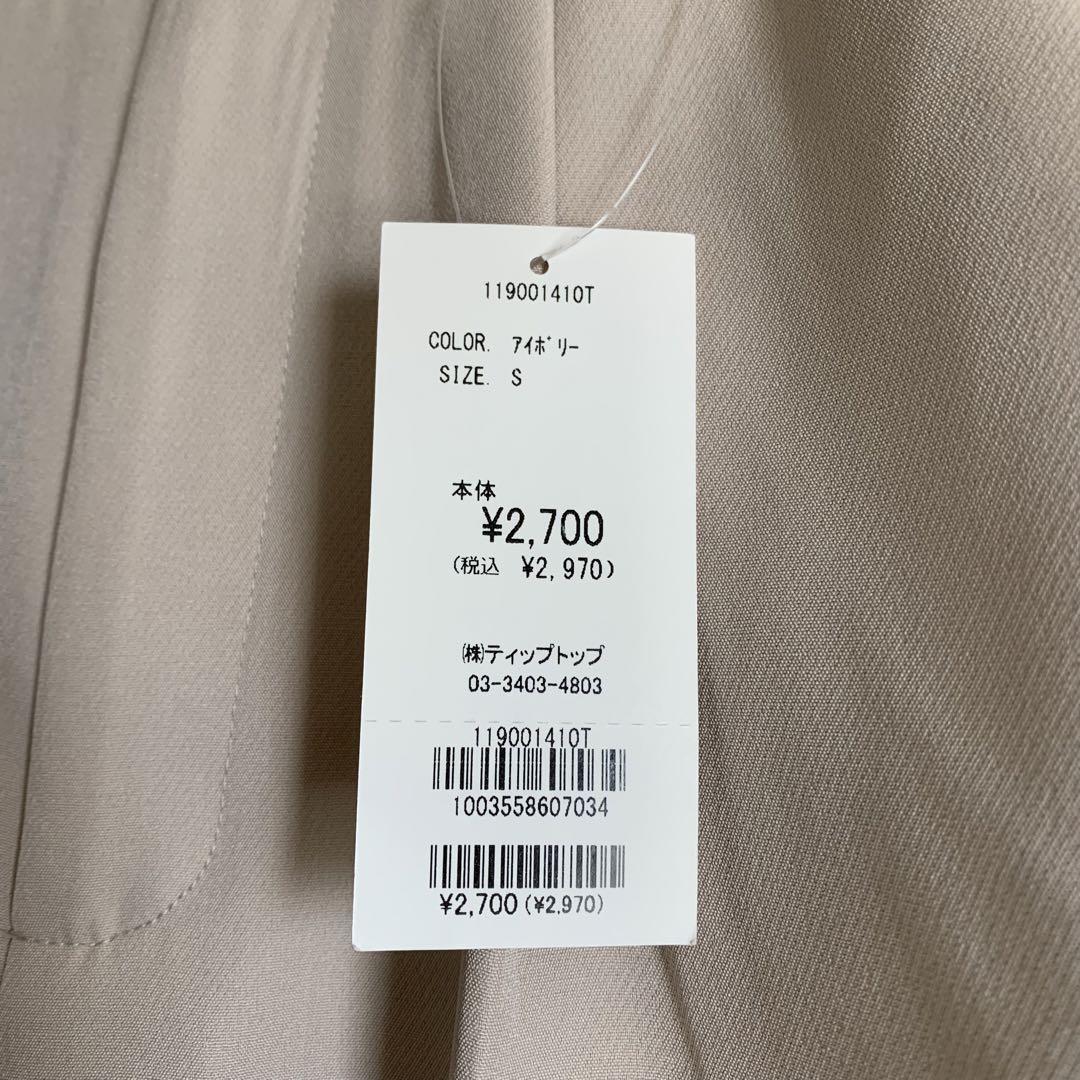 119001410T
COLOR. アイボリー
SIZE. S
本体
¥2,700
(税込 ¥2,970)
(株)ティップトップ
03-3403-4803
119001410T
1003558607034
¥2,700 (¥2,970)